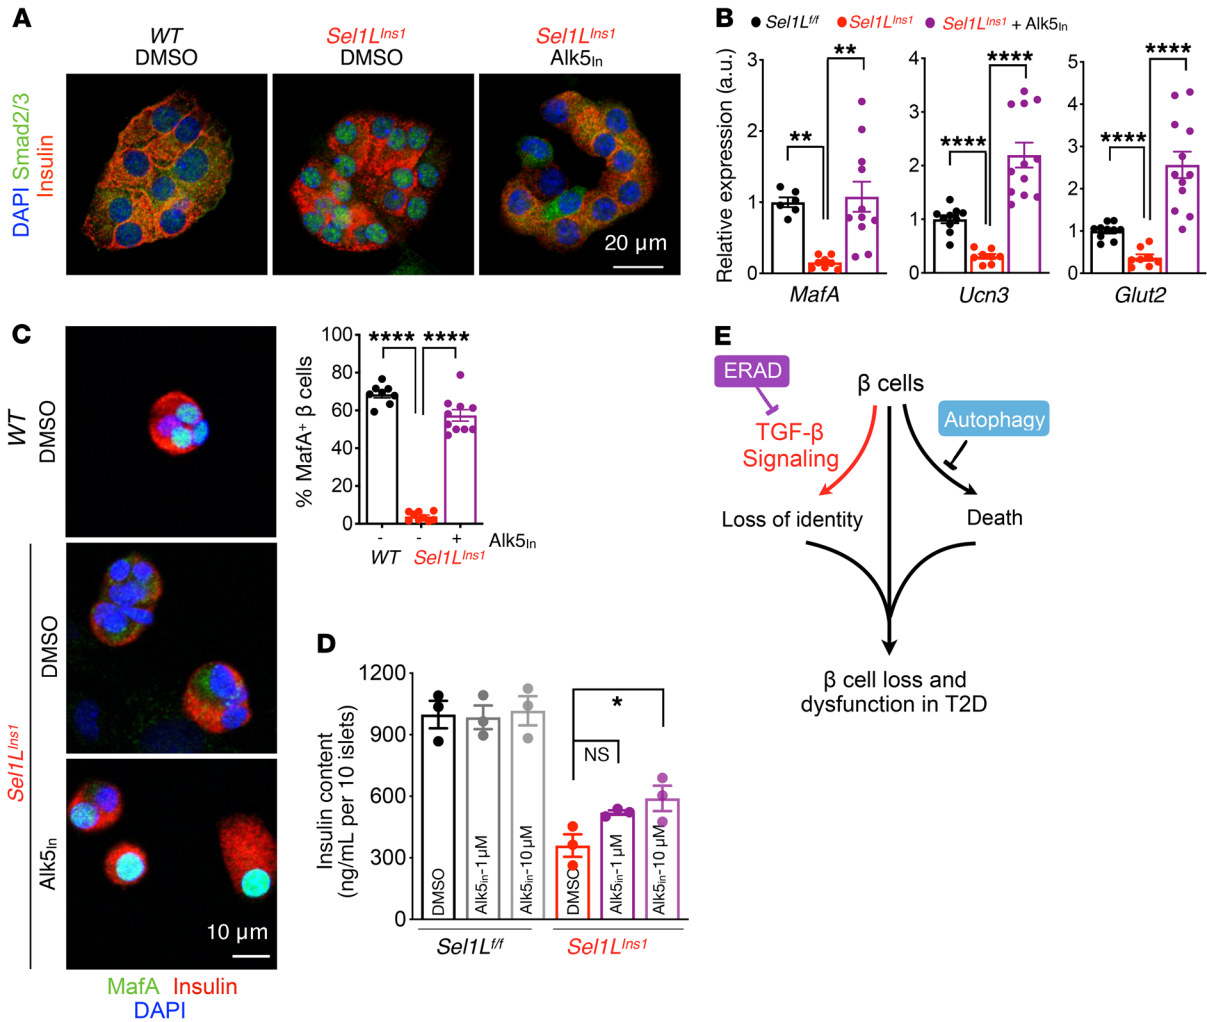 A
WT
DMSO
Sel1L^Ins1
DMSO
Sel1L^Ins1
Alk5In
DAPI Smad2/3
Insulin
20 µm
B
Sel1L^f/f
Sel1L^Ins1
Sel1L^Ins1 + Alk5In
Relative expression (a.u.)
3
2
1
0
**
**
MafA
4
3
2
1
0
****
****
Ucn3
5
4
3
2
1
0
****
****
Glut2
C
WT
DMSO
Sel1L^Ins1
DMSO
Alk5In
10 µm
MafA Insulin
DAPI
% MafA+ β cells
100
80
60
40
20
0
****
****
- - + Alk5In
WT Sel1L^Ins1
D
Insulin content
(ng/mL per 10 islets)
1200
900
600
300
0
*
NS
DMSO
Alk5in-1 µM
Alk5in-10 µM
DMSO
Alk5in-1 µM
Alk5in-10 µM
Sel1L^f/f
Sel1L^Ins1
E
ERAD
β cells
TGF-β
Signaling
Autophagy
Loss of identity
Death
β cell loss and
dysfunction in T2D